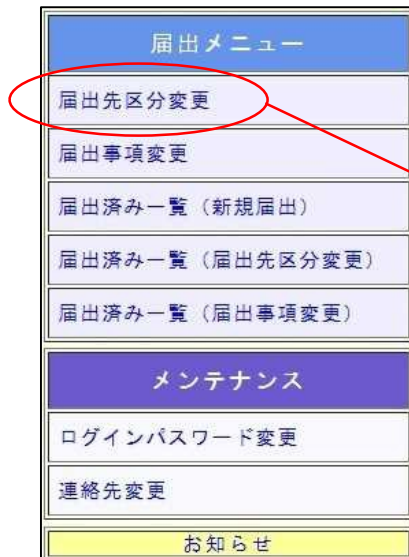 届出メニュー
届出先区分変更
届出事項変更
届出済み一覧（新規届出）
届出済み一覧（届出先区分変更）
届出済み一覧（届出事項変更）
メンテナンス
ログインパスワード変更
連絡先変更
お知らせ